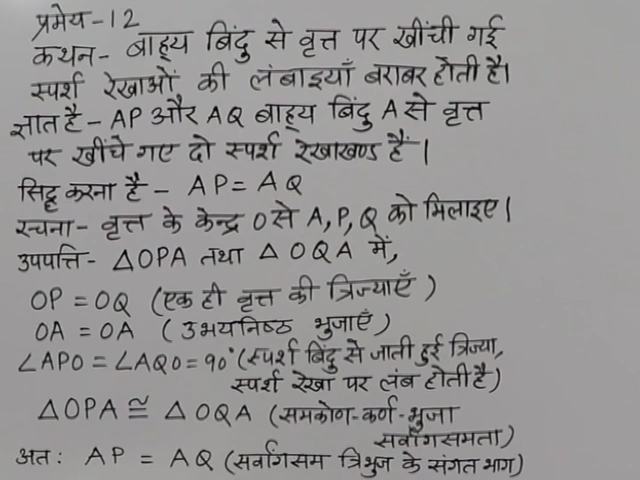 प्रमेय-12
कथन- बाह्य बिंदु से वृत्त पर खींची गई
स्पर्श रेखाओं की लंबाइयाँ बराबर होती है।
ज्ञात है- AP और AQ बाह्य बिंदु A से वृत्त
पर खींचे गए दो स्पर्श रेखाखण्ड हैं।
सिद्ध करना है - AP = AQ
रचना- वृत्त के केन्द्र O से A, P, Q को मिलाइए।
उपपत्ति- △OPA तथा △OQA में,
OP = OQ (एक ही वृत्त की त्रिज्याएँ)
OA = OA (उभयनिष्ठ भुजाएँ)
∠APO = ∠AQO = 90° (स्पर्श बिंदु से जाती हुई त्रिज्या,
स्पर्श रेखा पर लंब होती है)
△OPA ≅ △OQA (समकोण-कर्ण-भुजा
सर्वांगसमता)
अतः AP = AQ (सर्वांगसम त्रिभुज के संगत भाग)